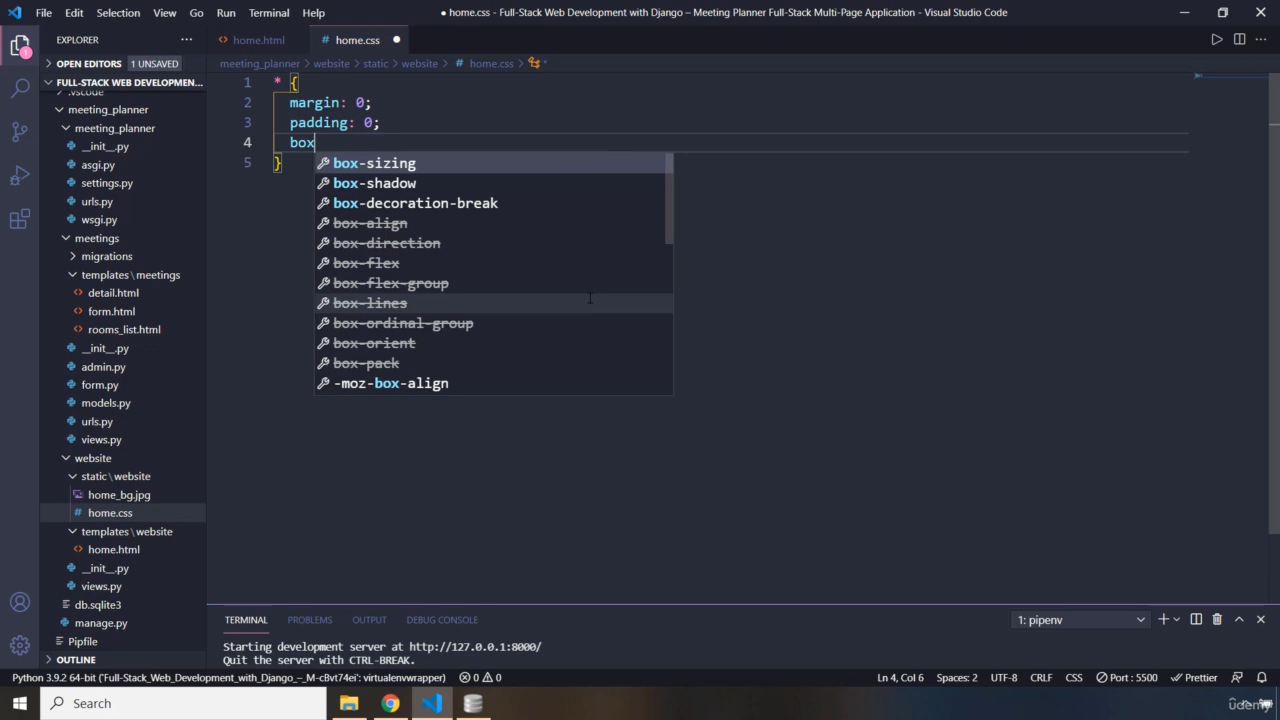 File Edit Selection View Go Run Terminal Help
● home.css - Full-Stack Web Development with Django – Meeting Planner Full-Stack Multi-Page Application - Visual Studio Code
EXPLORER
OPEN EDITORS 1 UNSAVED
FULL-STACK WEB DEVELOPMEN...
.vscode
meeting_planner
meeting_planner
__init__.py
asgi.py
settings.py
urls.py
wsgi.py
meetings
migrations
templates\meetings
detail.html
form.html
rooms_list.html
__init__.py
admin.py
form.py
models.py
urls.py
views.py
website
static\website
home_bg.jpg
home.css
templates\website
home.html
__init__.py
views.py
db.sqlite3
manage.py
Pipfile
OUTLINE
1
home.html
# home.css
meeting_planner > website > static > website > # home.css > *
1 * {
2 margin: 0;
3 padding: 0;
4 box
5 }
box-sizing
box-shadow
box-decoration-break
box-align
box-direction
box-flex
box-flex-group
box-lines
box-ordinal-group
box-orient
box-pack
-moz-box-align
TERMINAL PROBLEMS OUTPUT DEBUG CONSOLE
1: pipenv
Starting development server at http://127.0.0.1:8000/
Quit the server with CTRL-BREAK.
Python 3.9.2 64-bit ('Full-Stack_Web_Development_with_Django_–_M-cBvt74ei': virtualenvwrapper) 0 0
Ln 4, Col 6 Spaces: 2 UTF-8 CRLF CSS Port : 5500 Prettier
Search
Udemy